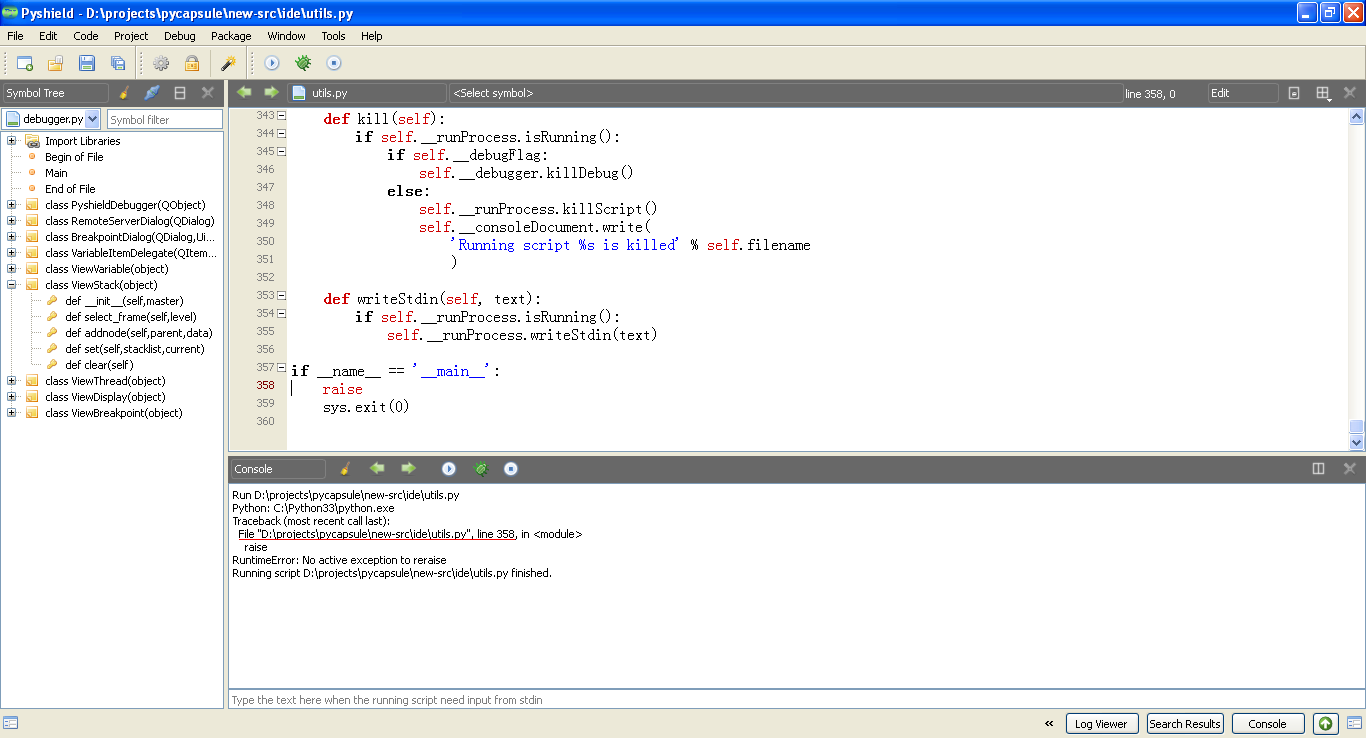 Pyshield - D:\projects\pycapsule\new-src\ide\utils.py
File Edit Code Project Debug Package Window Tools Help
Symbol Tree
debugger.py Symbol filter
Import Libraries
Begin of File
Main
End of File
class PyshieldDebugger(QObject)
class RemoteServerDialog(QDialog)
class BreakpointDialog(QDialog,Ui...
class VariableItemDelegate(QItem...
class ViewVariable(object)
class ViewStack(object)
def __init__(self,master)
def select_frame(self,level)
def addnode(self,parent,data)
def set(self,stacklist,current)
def clear(self)
class ViewThread(object)
class ViewDisplay(object)
class ViewBreakpoint(object)
utils.py <Select symbol> line 358, 0 Edit
343 def kill(self):
344 if self.__runProcess.isRunning():
345 if self.__debugFlag:
346 self.__debugger.killDebug()
347 else:
348 self.__runProcess.killScript()
349 self.__consoleDocument.write(
350 'Running script %s is killed' % self.filename
351 )
352
353 def writeStdin(self, text):
354 if self.__runProcess.isRunning():
355 self.__runProcess.writeStdin(text)
356
357 if __name__ == '__main__':
358 raise
359 sys.exit(0)
360
Console
Run D:\projects\pycapsule\new-src\ide\utils.py
Python: C:\Python33\python.exe
Traceback (most recent call last):
File "D:\projects\pycapsule\new-src\ide\utils.py", line 358, in <module>
raise
RuntimeError: No active exception to reraise
Running script D:\projects\pycapsule\new-src\ide\utils.py finished.
Type the text here when the running script need input from stdin
« Log Viewer Search Results Console